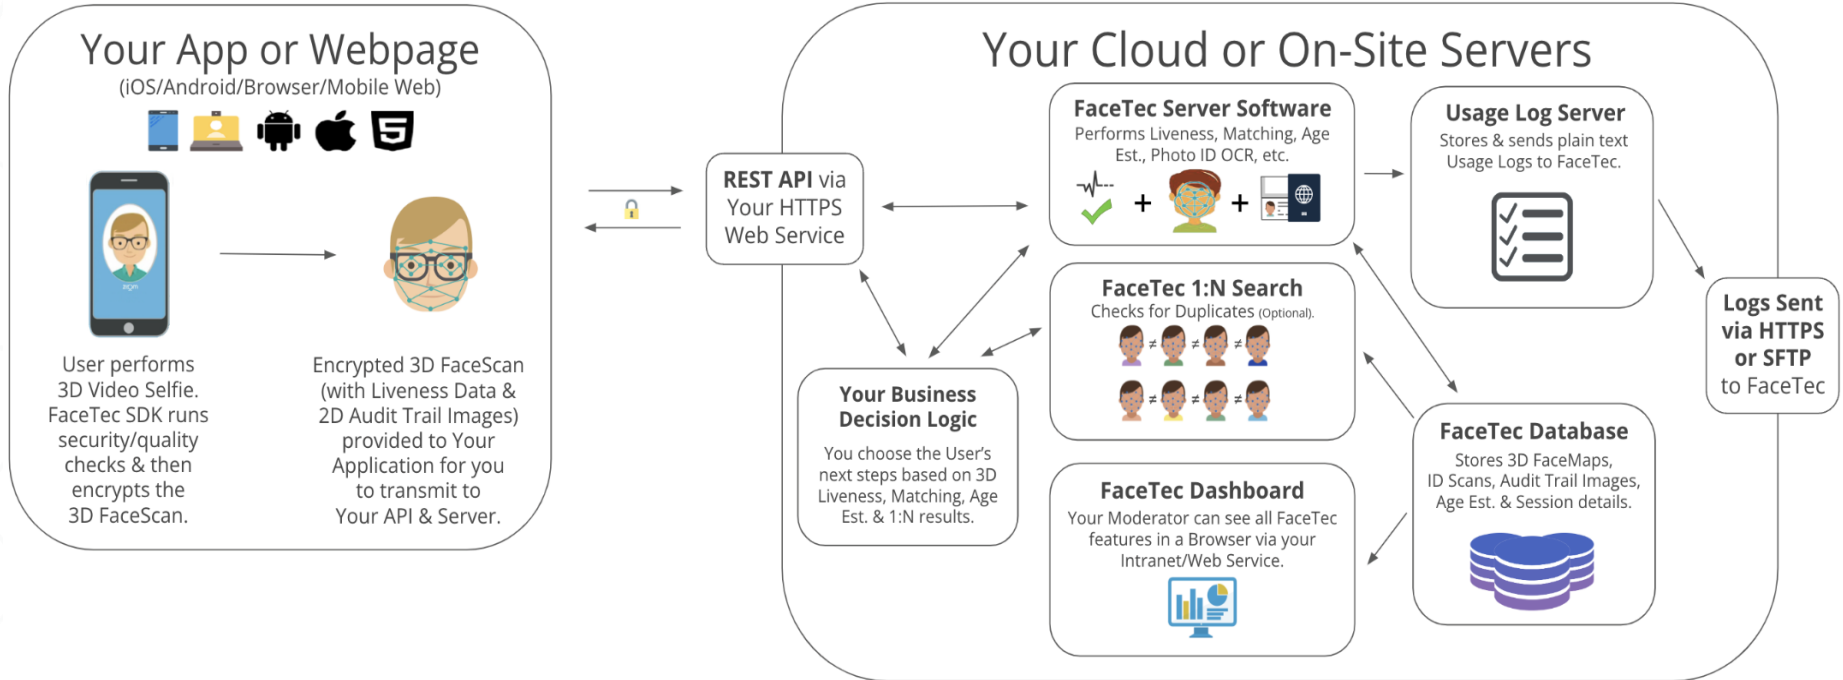 Your App or Webpage
(iOS/Android/Browser/Mobile Web)
5
User performs
3D Video Selfie.
FaceTec SDK runs
security/quality
checks & then
encrypts the
3D FaceScan.
Encrypted 3D FaceScan
(with Liveness Data &
2D Audit Trail Images)
provided to Your
Application for you
to transmit to
Your API & Server.
REST API via
Your HTTPS
Web Service
Your Cloud or On-Site Servers
FaceTec Server Software
Performs Liveness, Matching, Age
Est., Photo ID OCR, etc.
+ +
Usage Log Server
Stores & sends plain text
Usage Logs to FaceTec.
Logs Sent
via HTTPS
or SFTP
to FaceTec
FaceTec 1:N Search
Checks for Duplicates (Optional).
≠ ≠ ≠
≠ ≠ ≠
Your Business
Decision Logic
You choose the User's
next steps based on 3D
Liveness, Matching, Age
Est. & 1:N results.
FaceTec Dashboard
Your Moderator can see all FaceTec
features in a Browser via your
Intranet/Web Service.
FaceTec Database
Stores 3D FaceMaps,
ID Scans, Audit Trail Images,
Age Est. & Session details.